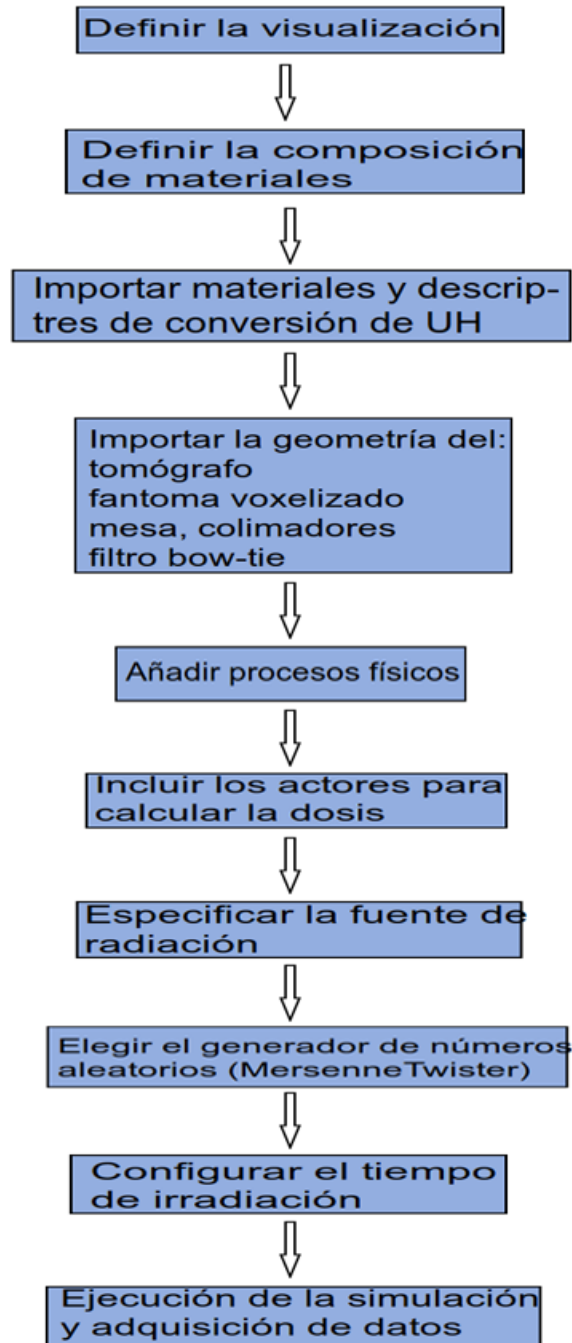 Definir la visualización
Definir la composición
de materiales
Importar materiales y descrip-
tres de conversión de UH
Importar la geometría del:
tomógrafo
fantoma voxelizado
mesa, colimadores
filtro bow-tie
Añadir procesos físicos
Incluir los actores para
calcular la dosis
Especificar la fuente de
radiación
Elegir el generador de números
aleatorios (MersenneTwister)
Configurar el tiempo
de irradiación
Ejecución de la simulación
y adquisición de datos